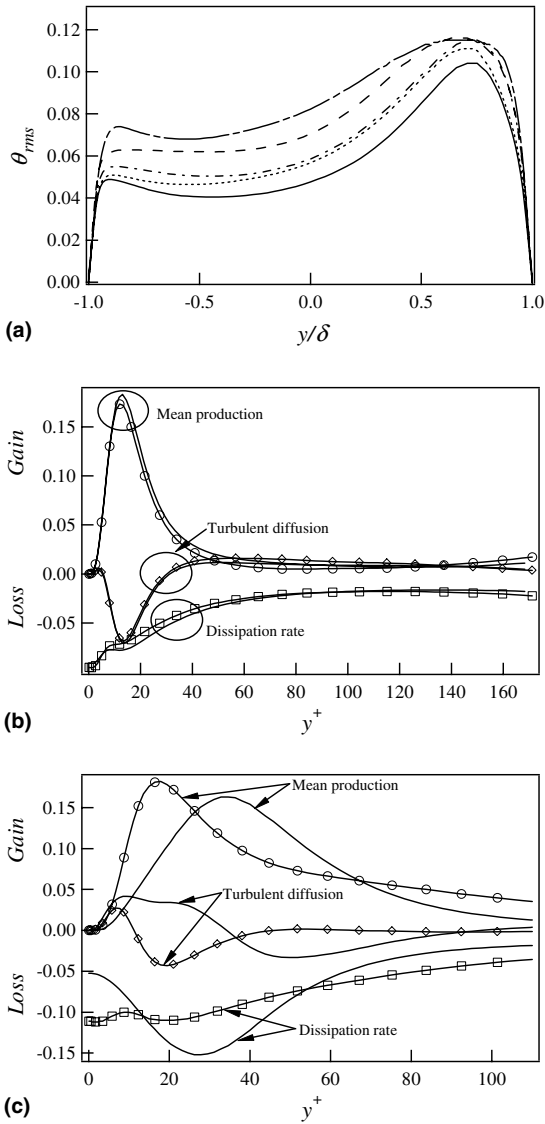 0.12
0.10
0.08
0.06
0.04
0.02
0.00
θrms
-1.0 -0.5 0.0 0.5 1.0
y/δ
(a)
0.15
0.10
0.05
0.00
-0.05
Gain
Loss
Mean production
Turbulent diffusion
Dissipation rate
0 20 40 60 80 100 120 140 160
y+
(b)
0.15
0.10
0.05
0.00
-0.05
-0.10
-0.15
Gain
Loss
Mean production
Turbulent diffusion
Dissipation rate
0 20 40 60 80 100
y+
(c)